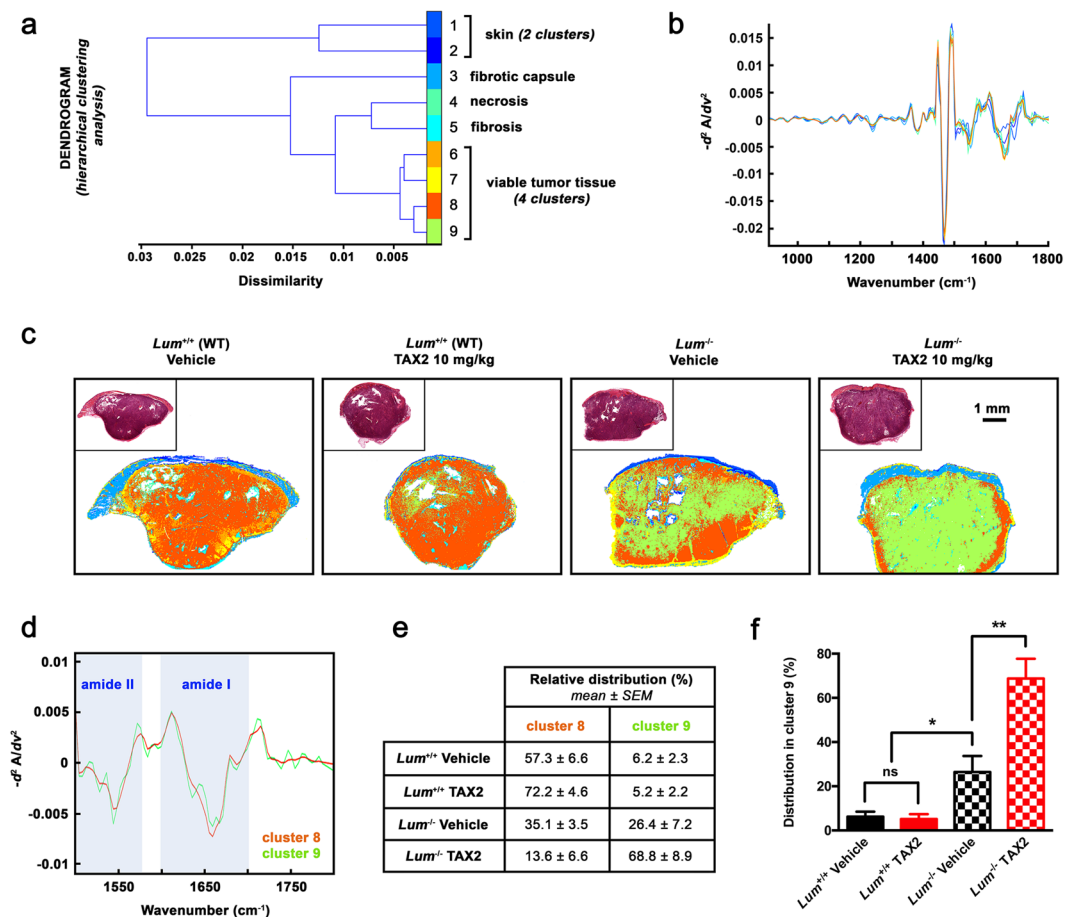 a
DENDROGRAM
(hierarchical clustering
analysis)
1
2
3
4
5
6
7
8
9
skin (2 clusters)
fibrotic capsule
necrosis
fibrosis
viable tumor tissue
(4 clusters)
0.03 0.025 0.02 0.015 0.01 0.005
Dissimilarity
b
-d² A/dv²
0.015
0.01
0.005
0
-0.005
-0.01
-0.015
-0.02
1000 1200 1400 1600 1800
Wavenumber (cm⁻¹)
c
Lum⁺/⁺ (WT)
Vehicle
Lum⁺/⁺ (WT)
TAX2 10 mg/kg
Lum⁻/⁻
Vehicle
Lum⁻/⁻
TAX2 10 mg/kg
1 mm
d
-d² A/dv²
0.01
0.005
0
-0.005
-0.01
amide II
amide I
cluster 8
cluster 9
1550 1650 1750
Wavenumber (cm⁻¹)
e
Relative distribution (%)
mean ± SEM
cluster 8 cluster 9
Lum⁺/⁺ Vehicle 57.3 ± 6.6 6.2 ± 2.3
Lum⁺/⁺ TAX2 72.2 ± 4.6 5.2 ± 2.2
Lum⁻/⁻ Vehicle 35.1 ± 3.5 26.4 ± 7.2
Lum⁻/⁻ TAX2 13.6 ± 6.6 68.8 ± 8.9
f
Distribution in cluster 9 (%)
80
60
40
20
0
ns
*
**
Lum⁺/⁺ Vehicle
Lum⁺/⁺ TAX2
Lum⁻/⁻ Vehicle
Lum⁻/⁻ TAX2